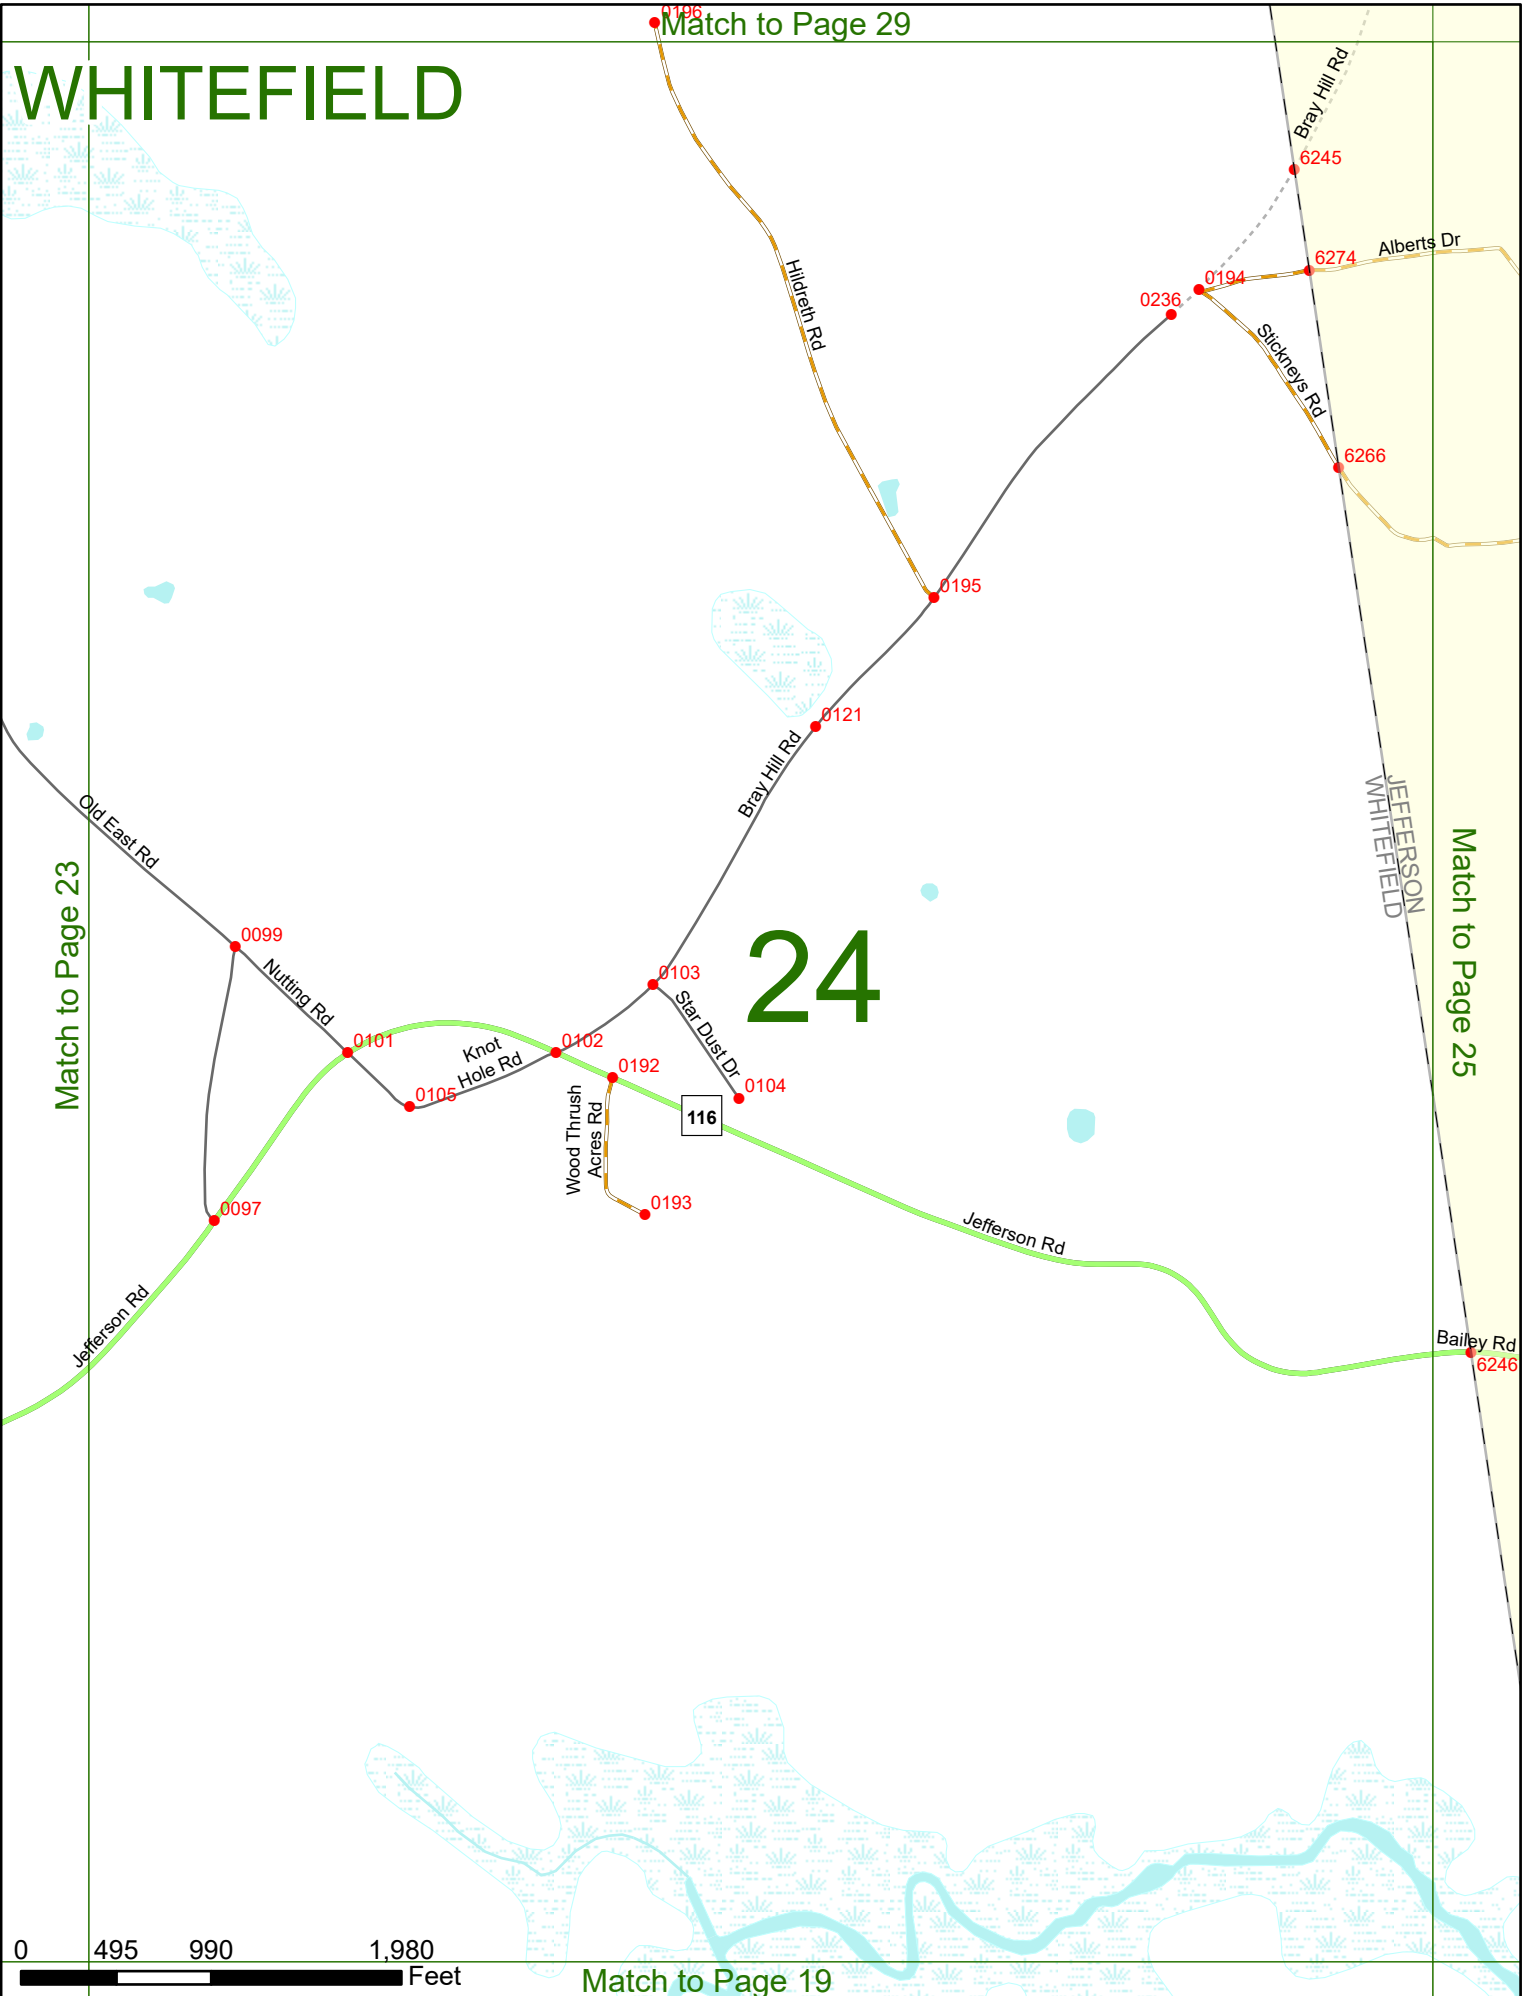 0196
Match to Page 29
WHITEFIELD
Bray Hill Rd
6245
Alberts Dr
6274
0194
0236
Hildreth Rd
Stickneys Rd
6266
0195
0121
Bray Hill Rd
Old East Rd
JEFFERSON
WHITEFIELD
Match to Page 23
Match to Page 25
0099
Nutting Rd
0103
24
Star Dust Dr
0101
Knot
Hole Rd
0102
0192
0105
0104
116
Wood Thrush
Acres Rd
0193
0097
Jefferson Rd
Jefferson Rd
Bailey Rd
6246
0 495 990 1,980
Feet
Match to Page 19